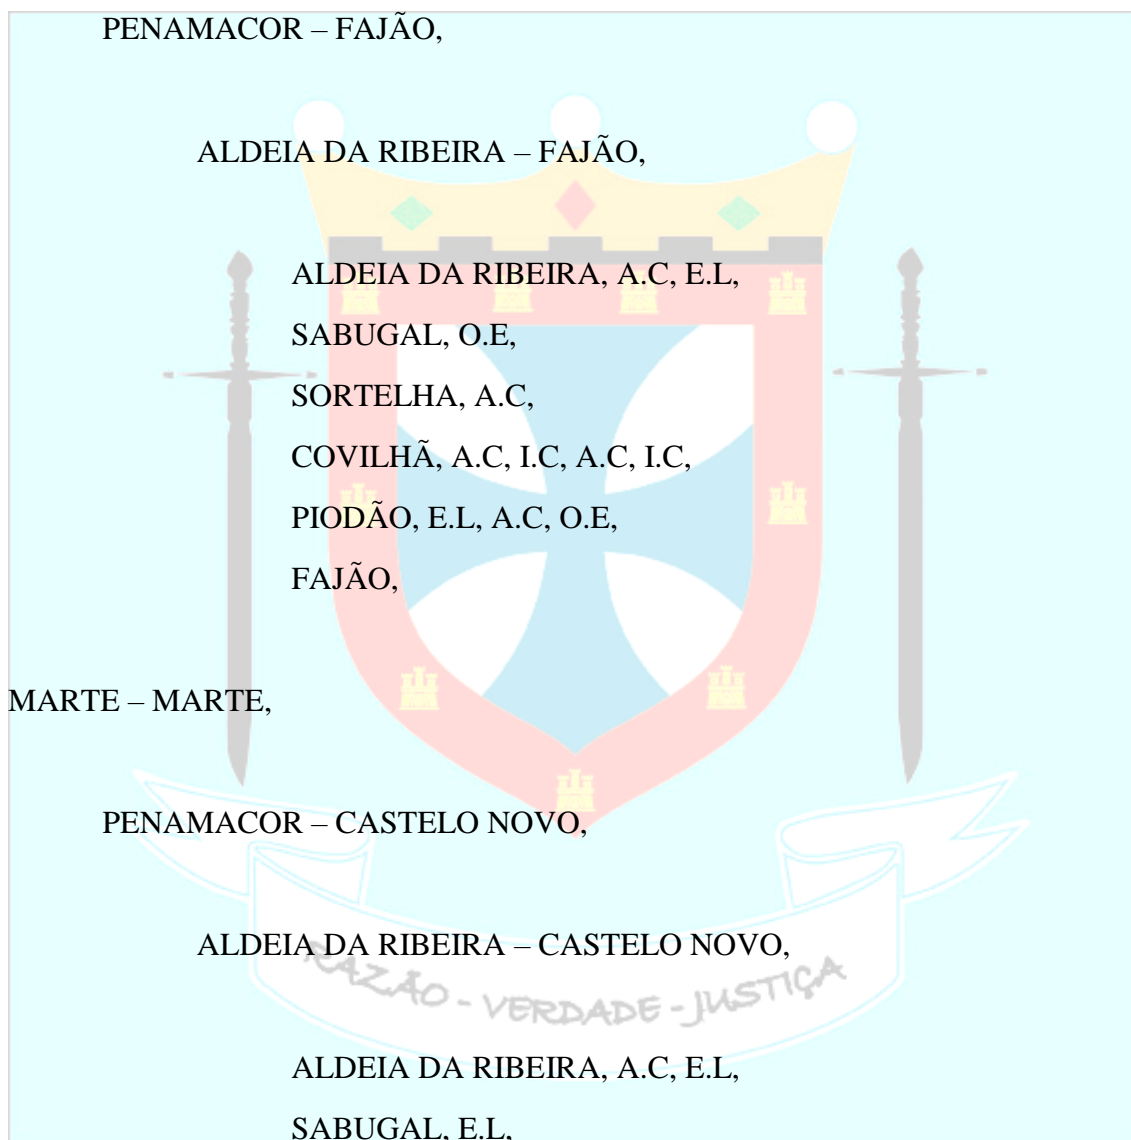 PENAMACOR – FAJÃO,
ALDEIA DA RIBEIRA – FAJÃO,
ALDEIA DA RIBEIRA, A.C, E.L,
SABUGAL, O.E,
SORTELHA, A.C,
COVILHÃ, A.C, I.C, A.C, I.C,
PIODÃO, E.L, A.C, O.E,
FAJÃO,
MARTE – MARTE,
PENAMACOR – CASTELO NOVO,
ALDEIA DA RIBEIRA – CASTELO NOVO,
RAZÃO - VERDADE - JUSTIÇA
ALDEIA DA RIBEIRA, A.C, E.L,
SABUGAL, E.L,